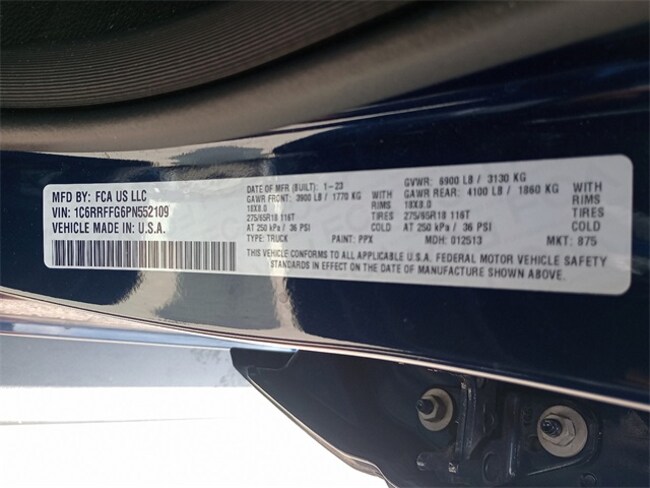 MFD BY: FCA US LLC
VIN: 1C6RRFFG6PN552109
VEHICLE MADE IN: U.S.A.
DATE OF MFR (BUILT): 1-23
GAWR FRONT: 3900 LB / 1770 KG WITH
18X8.0 RIMS
275/65R18 116T TIRES
AT 250 kPa / 36 PSI COLD
TYPE: TRUCK PAINT: PPX
GVWR: 6900 LB / 3130 KG
GAWR REAR: 4100 LB / 1860 KG WITH
18X8.0 RIMS
275/65R18 116T TIRES
AT 250 kPa / 36 PSI COLD
MDH: 012513 MKT: 875
THIS VEHICLE CONFORMS TO ALL APPLICABLE U.S.A. FEDERAL MOTOR VEHICLE SAFETY
STANDARDS IN EFFECT ON THE DATE OF MANUFACTURE SHOWN ABOVE.